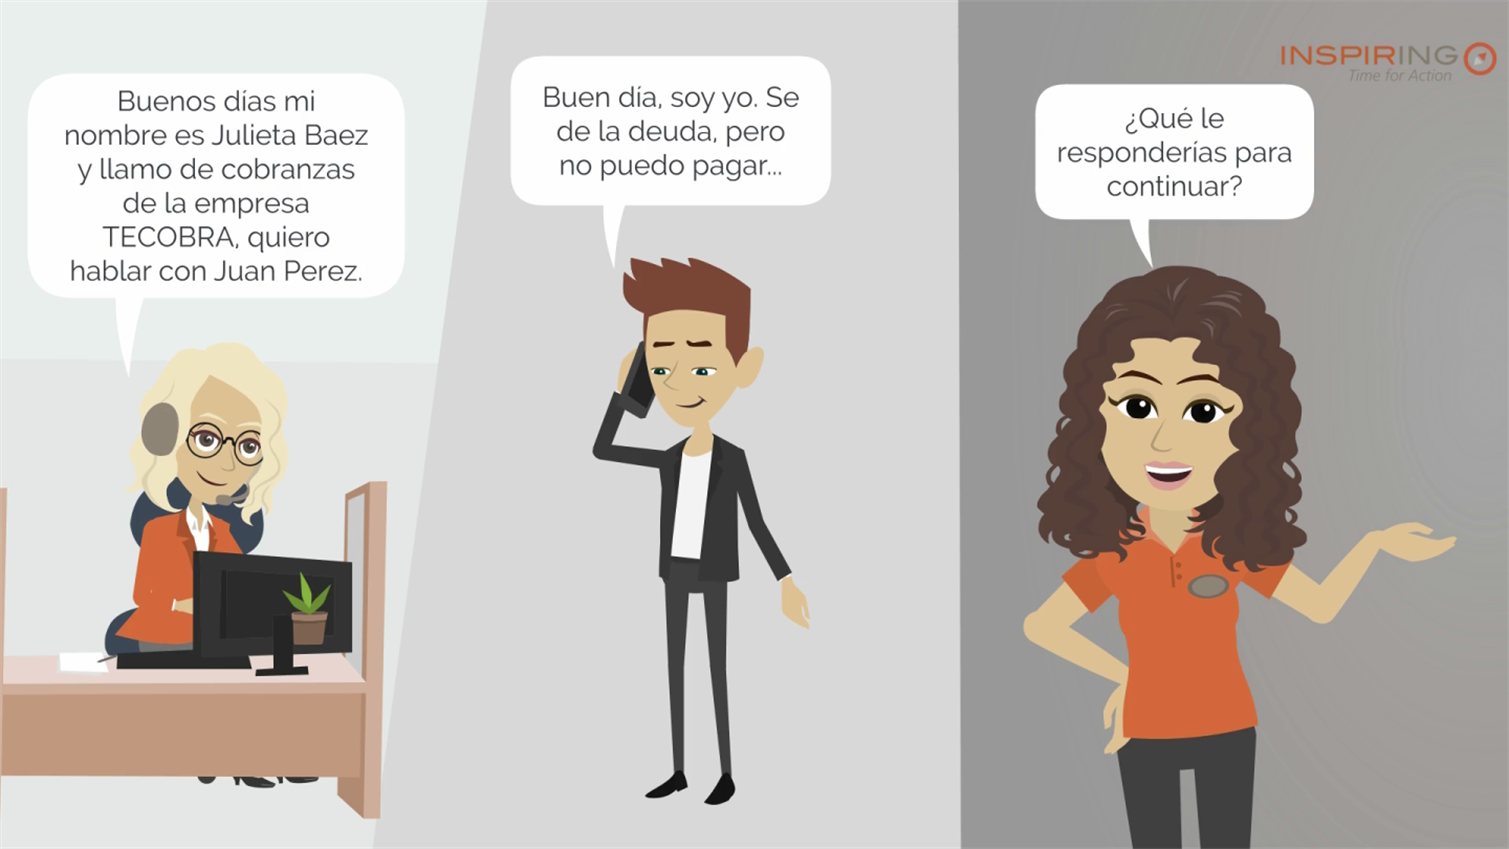 Buenos días mi
nombre es Julieta Baez
y llamo de cobranzas
de la empresa
TECOBRA, quiero
hablar con Juan Perez.
Buen día, soy yo. Se
de la deuda, pero
no puedo pagar...
INSPIRING
Time for Action
¿Qué le
responderías para
continuar?